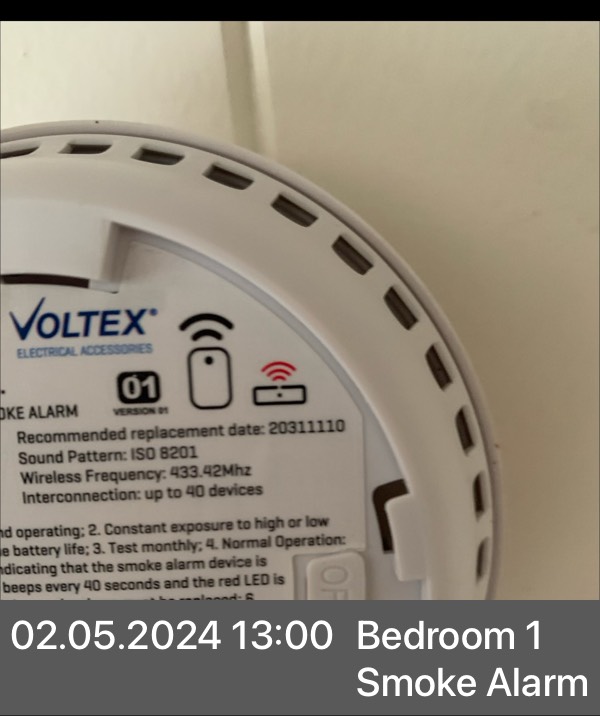 VOLTEX®
ELECTRICAL ACCESSORIES
01
VERSION 01
OKE ALARM
Recommended replacement date: 20311110
Sound Pattern: ISO 8201
Wireless Frequency: 433.42Mhz
Interconnection: up to 40 devices
nd operating; 2. Constant exposure to high or low
e battery life; 3. Test monthly; 4. Normal Operation:
ndicating that the smoke alarm device is
beeps every 40 seconds and the red LED is
02.05.2024 13:00 Bedroom 1
Smoke Alarm